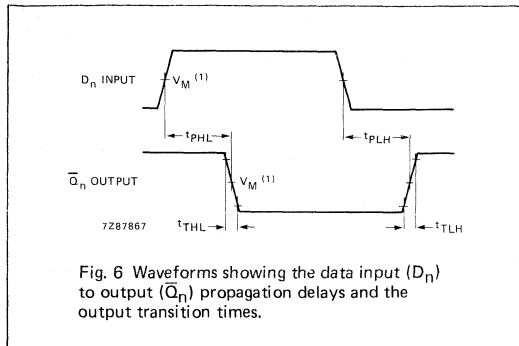 Dn INPUT
VM (1)
tPHL
tPLH
Q̅n OUTPUT
VM (1)
7Z87867
tTHL
tTLH
Fig. 6 Waveforms showing the data input (Dn)
to output (Q̅n) propagation delays and the
output transition times.